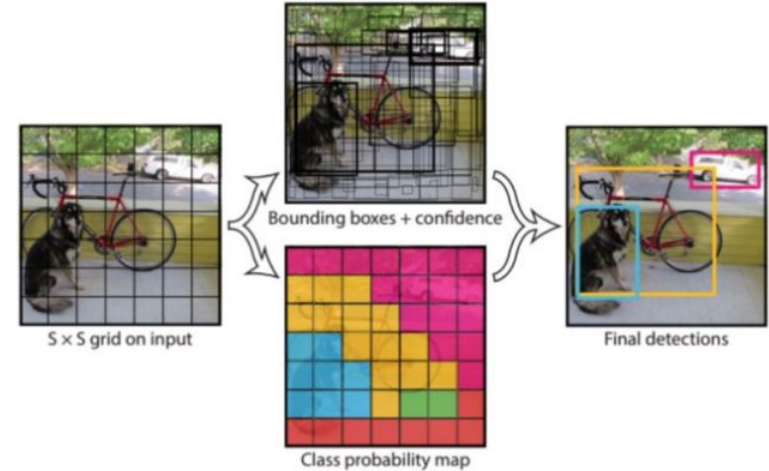 S × S grid on input
Bounding boxes + confidence
Class probability map
Final detections